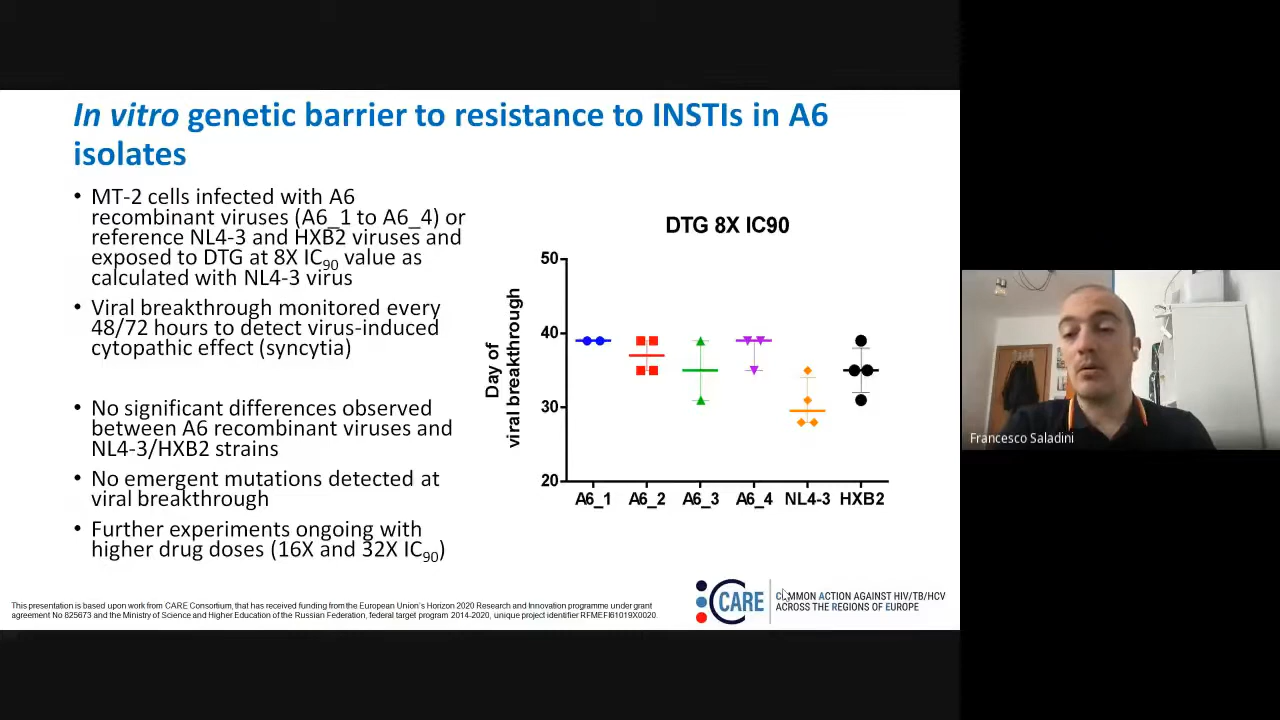 In vitro genetic barrier to resistance to INSTIs in A6
isolates
• MT-2 cells infected with A6
recombinant viruses (A6_1 to A6_4) or
reference NL4-3 and HXB2 viruses and
exposed to DTG at 8X IC90 value as
calculated with NL4-3 virus
• Viral breakthrough monitored every
48/72 hours to detect virus-induced
cytopathic effect (syncytia)
• No significant differences observed
between A6 recombinant viruses and
NL4-3/HXB2 strains
• No emergent mutations detected at
viral breakthrough
• Further experiments ongoing with
higher drug doses (16X and 32X IC90)
DTG 8X IC90
Day of
viral breakthrough
50
40
30
20
A6_1 A6_2 A6_3 A6_4 NL4-3 HXB2
Francesco Saladini
This presentation is based upon work from CARE Consortium, that has received funding from the European Union's Horizon 2020 Research and Innovation programme under grant
agreement No 825673 and the Ministry of Science and Higher Education of the Russian Federation, federal target program 2014-2020, unique project identifier RFMEFI61019X0020.
CARE
COMMON ACTION AGAINST HIV/TB/HCV
ACROSS THE REGIONS OF EUROPE